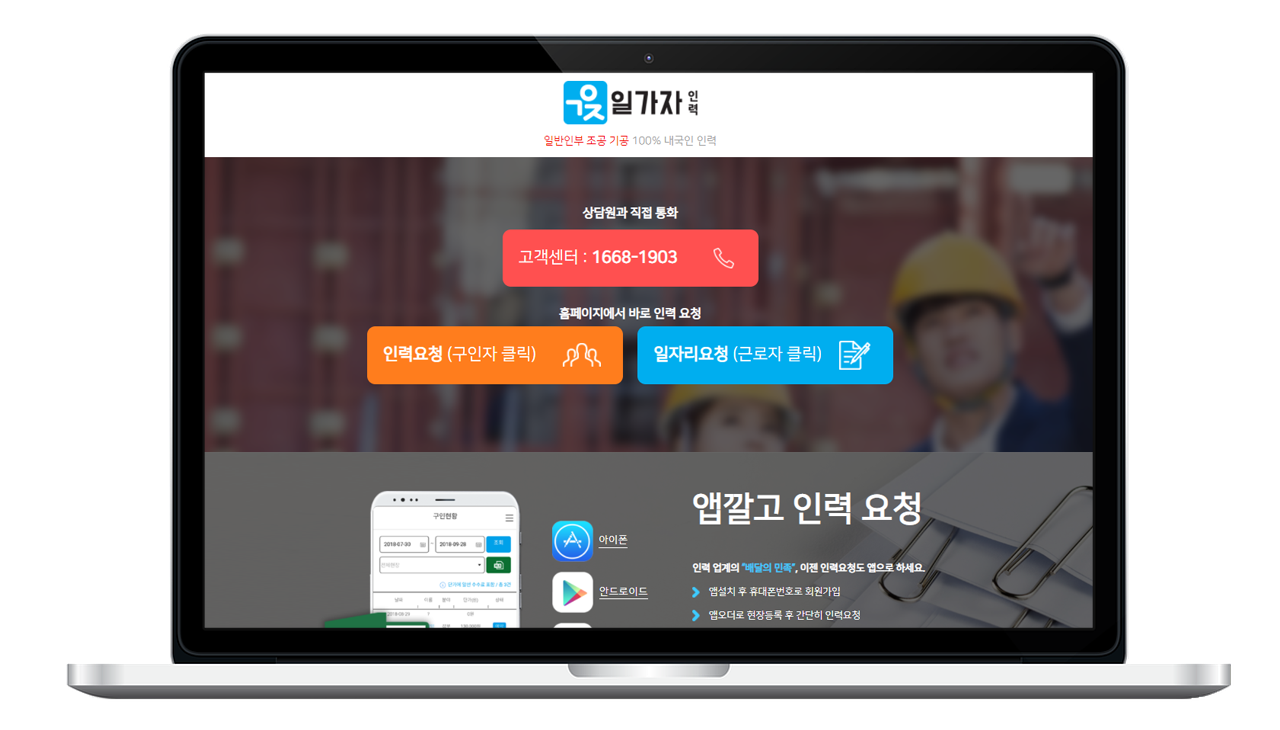 일가자 인력
일반인부 조공 기공 100% 내국인 인력
상담원과 직접 통화
고객센터 : 1668-1903
홈페이지에서 바로 인력 요청
인력요청 (구인자 클릭)
일자리요청 (근로자 클릭)
구인현황
2018-07-30 ~ 2018-09-28 조회
아이폰
안드로이드
앱깔고 인력 요청
인력 업계의 "배달의 민족", 이젠 인력요청도 앱으로 하세요.
앱설치 후 휴대폰번호로 회원가입
앱오더로 현장등록 후 간단히 인력요청